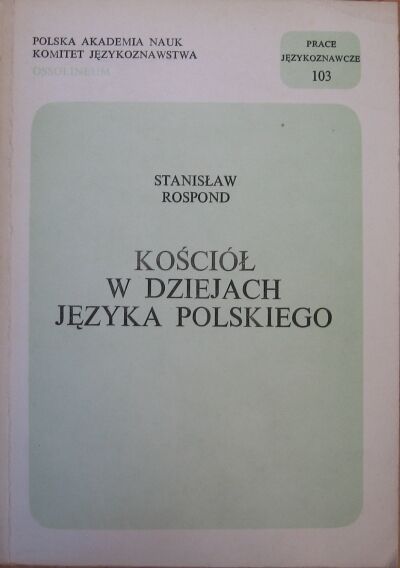 POLSKA AKADEMIA NAUK
KOMITET JĘZYKOZNAWSTWA
OSSOLINEUM
PRACE
JĘZYKOZNAWCZE
103
STANISŁAW
ROSPOND
KOŚCIÓŁ
W DZIEJACH
JĘZYKA POLSKIEGO